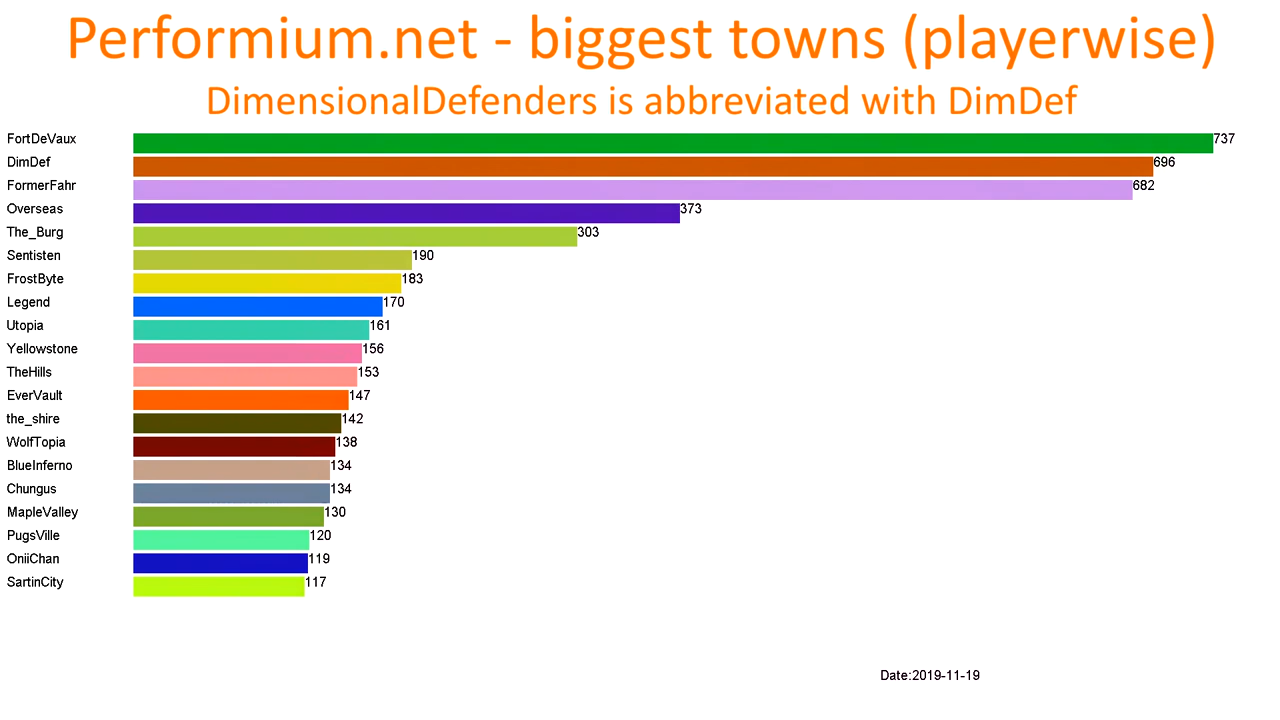 Performium.net - biggest towns (playerwise)
DimensionalDefenders is abbreviated with DimDef
FortDeVaux 737
DimDef 696
FormerFahr 682
Overseas 373
The_Burg 303
Sentisten 190
FrostByte 183
Legend 170
Utopia 161
Yellowstone 156
TheHills 153
EverVault 147
the_shire 142
WolfTopia 138
BlueInferno 134
Chungus 134
MapleValley 130
PugsVille 120
OniiChan 119
SartinCity 117
Date:2019-11-19